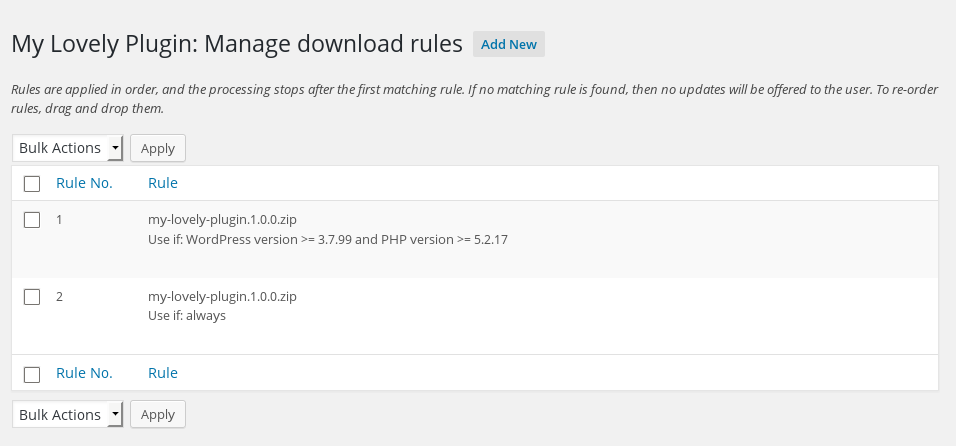 My Lovely Plugin: Manage download rules Add New
Rules are applied in order, and the processing stops after the first matching rule. If no matching rule is found, then no updates will be offered to the user. To re-order
rules, drag and drop them.
Bulk Actions Apply
Rule No. Rule
1 my-lovely-plugin.1.0.0.zip
Use if: WordPress version >= 3.7.99 and PHP version >= 5.2.17
2 my-lovely-plugin.1.0.0.zip
Use if: always
Rule No. Rule
Bulk Actions Apply